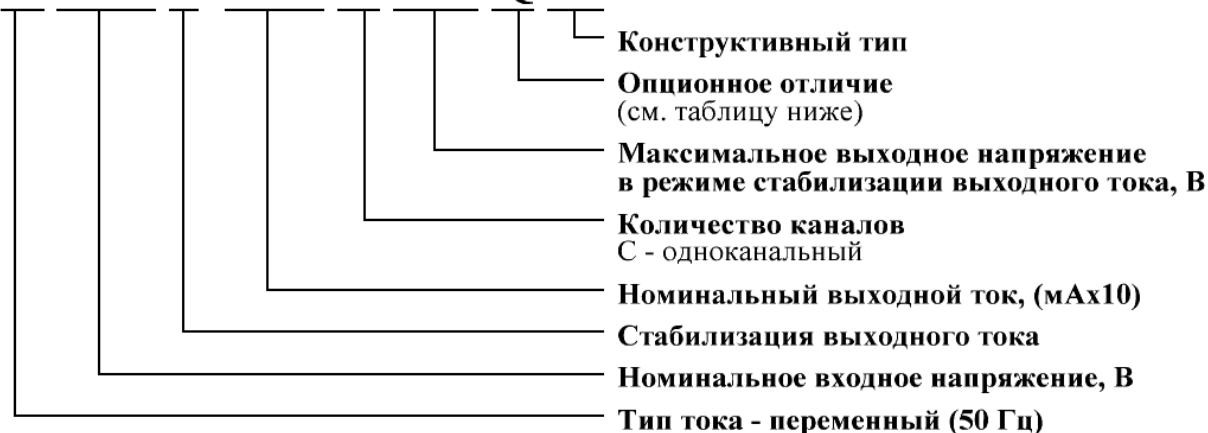 Конструктивный тип
Опционное отличие
(см. таблицу ниже)
Максимальное выходное напряжение
в режиме стабилизации выходного тока, В
Количество каналов
С - одноканальный
Номинальный выходной ток, (мАх10)
Стабилизация выходного тока
Номинальное входное напряжение, В
Тип тока - переменный (50 Гц)